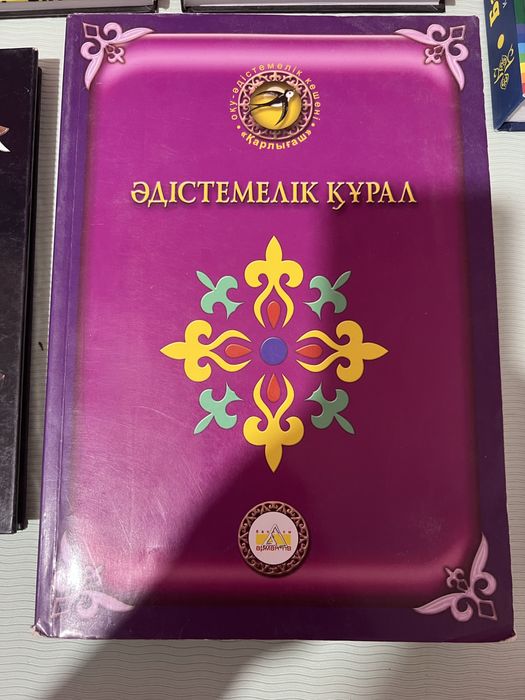 оқу-әдістемелік кешені
«Қарлығаш»
ӘДІСТЕМЕЛІК ҚҰРАЛ